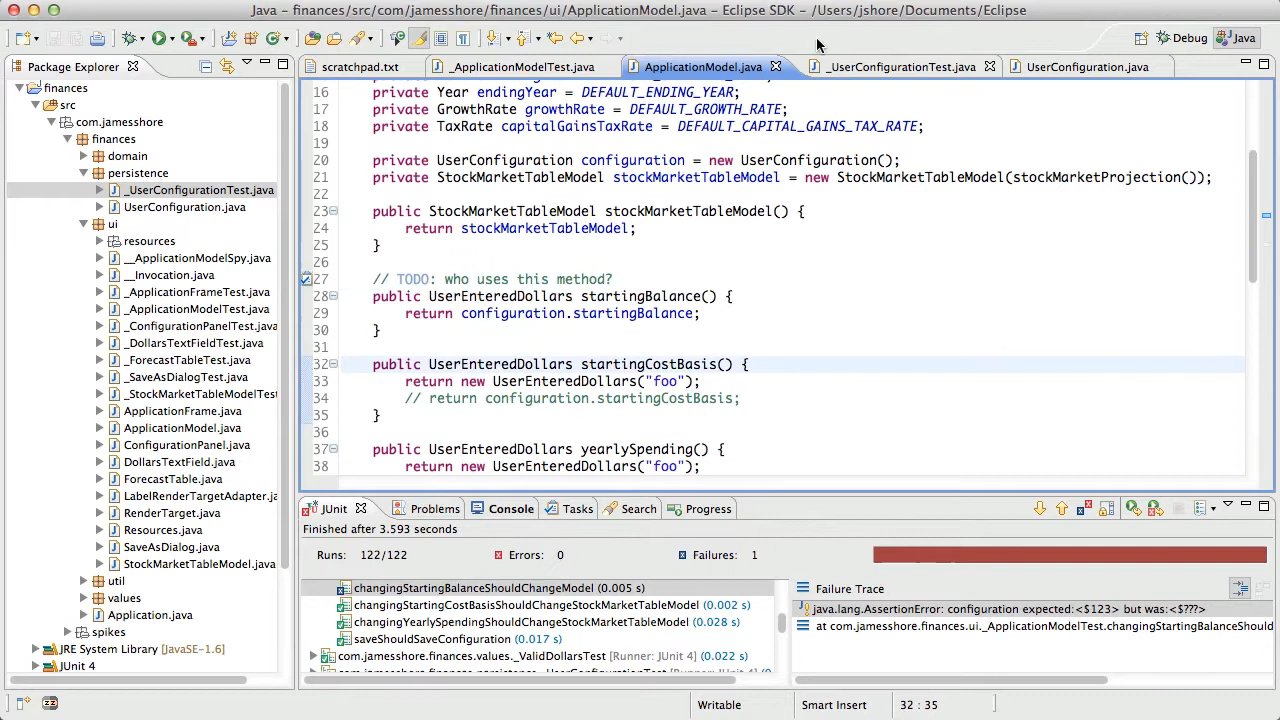 Java – finances/src/com/jamesshore/finances/ui/ApplicationModel.java – Eclipse SDK – /Users/jshore/Documents/Eclipse
Debug Java
Package Explorer
scratchpad.txt _ApplicationModelTest.java ApplicationModel.java _UserConfigurationTest.java UserConfiguration.java
finances
src
com.jamesshore
finances
domain
persistence
_UserConfigurationTest.java
UserConfiguration.java
ui
resources
__ApplicationModelSpy.java
__Invocation.java
_ApplicationFrameTest.java
_ApplicationModelTest.java
_ConfigurationPanelTest.java
_DollarsTextFieldTest.java
_ForecastTableTest.java
_SaveAsDialogTest.java
_StockMarketTableModelTest
ApplicationFrame.java
ApplicationModel.java
ConfigurationPanel.java
DollarsTextField.java
ForecastTable.java
LabelRenderTargetAdapter.ja
RenderTarget.java
Resources.java
SaveAsDialog.java
StockMarketTableModel.java
util
values
Application.java
spikes
JRE System Library [JavaSE-1.6]
JUnit 4
16 private Year endingYear = DEFAULT_ENDING_YEAR;
17 private GrowthRate growthRate = DEFAULT_GROWTH_RATE;
18 private TaxRate capitalGainsTaxRate = DEFAULT_CAPITAL_GAINS_TAX_RATE;
19
20 private UserConfiguration configuration = new UserConfiguration();
21 private StockMarketTableModel stockMarketTableModel = new StockMarketTableModel(stockMarketProjection());
22
23 public StockMarketTableModel stockMarketTableModel() {
24 return stockMarketTableModel;
25 }
26
27 // TODO: who uses this method?
28 public UserEnteredDollars startingBalance() {
29 return configuration.startingBalance;
30 }
31
32 public UserEnteredDollars startingCostBasis() {
33 return new UserEnteredDollars("foo");
34 // return configuration.startingCostBasis;
35 }
36
37 public UserEnteredDollars yearlySpending() {
38 return new UserEnteredDollars("foo");
JUnit Problems Console Tasks Search Progress
Finished after 3.593 seconds
Runs: 122/122 Errors: 0 Failures: 1
changingStartingBalanceShouldChangeModel (0.005 s)
changingStartingCostBasisShouldChangeStockMarketTableModel (0.002 s)
changingYearlySpendingShouldChangeStockMarketTableModel (0.028 s)
saveShouldSaveConfiguration (0.017 s)
com.jamesshore.finances.values._ValidDollarsTest [Runner: JUnit 4] (0.022 s)
Failure Trace
java.lang.AssertionError: configuration expected:<$123> but was:<$???>
at com.jamesshore.finances.ui._ApplicationModelTest.changingStartingBalanceShould
Writable Smart Insert 32 : 35